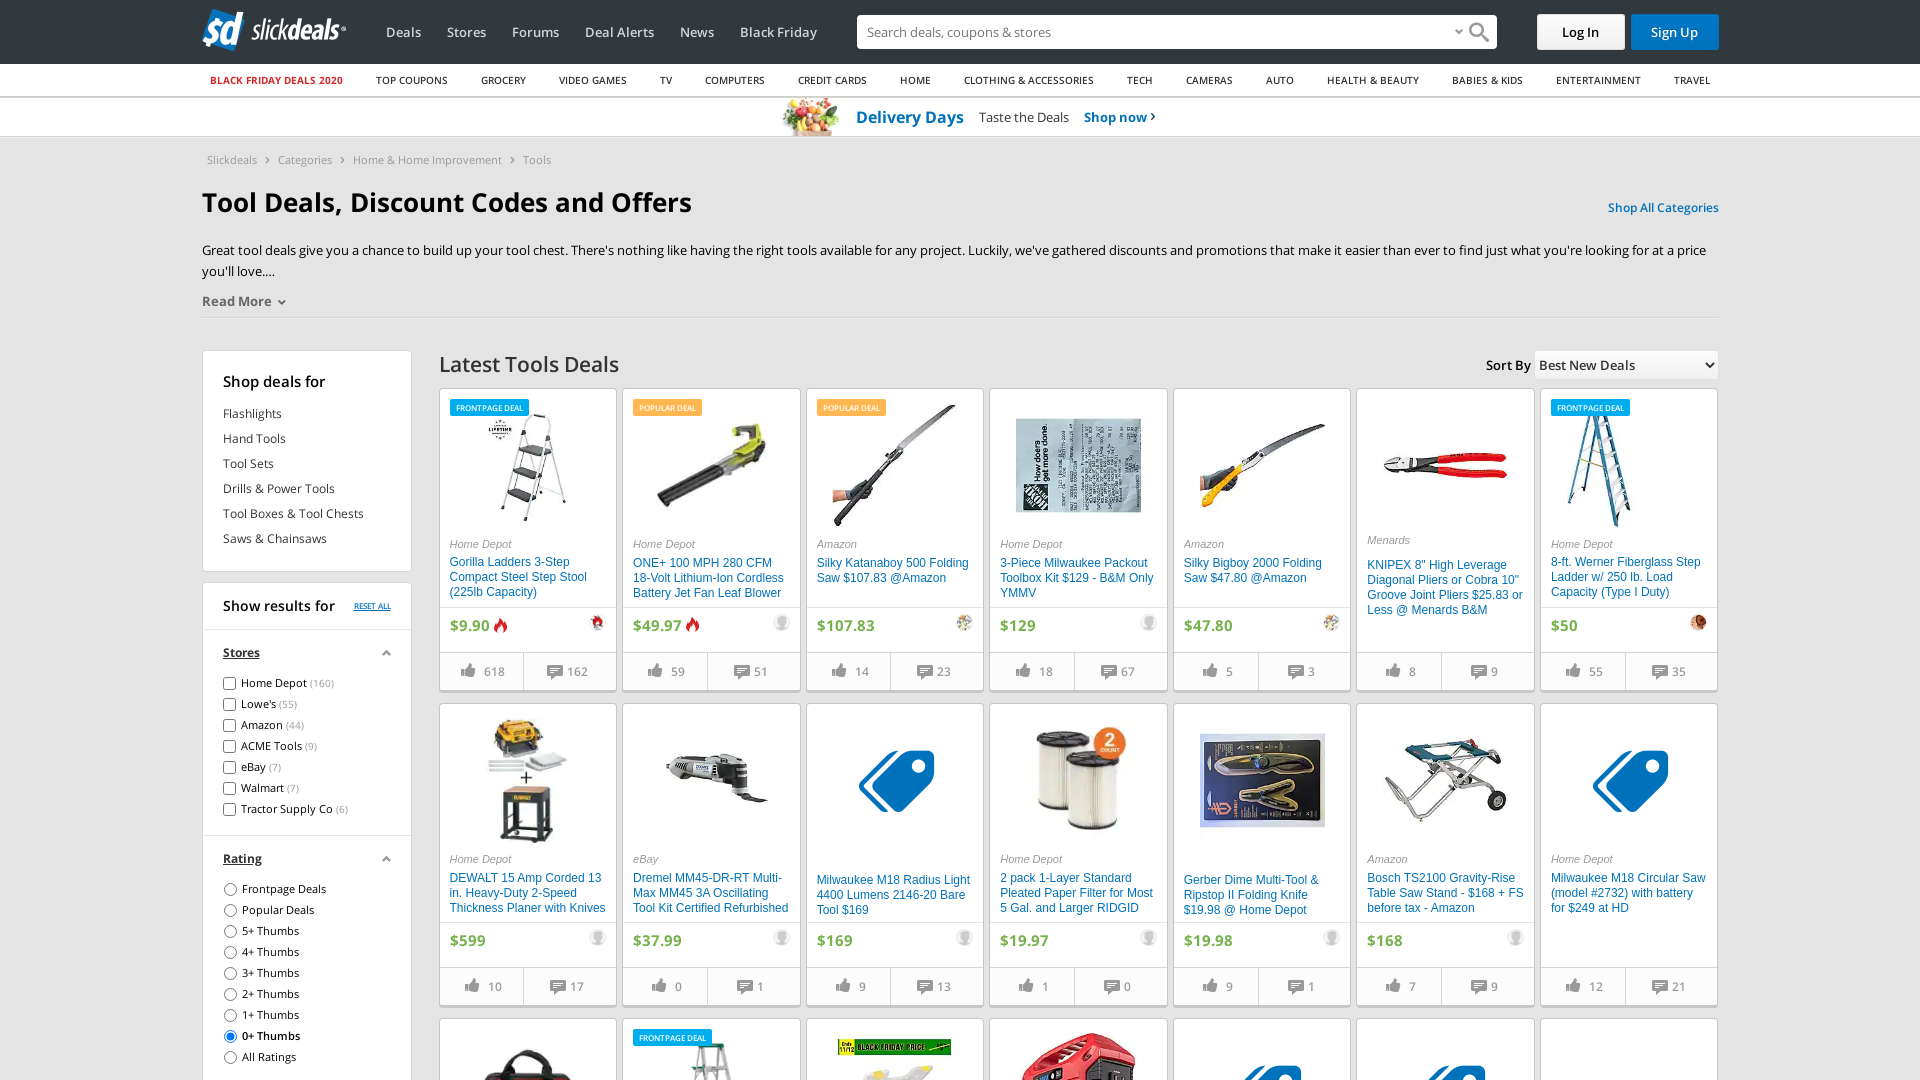 slickdeals
Deals
Stores
Forums
Deal Alerts
News
Black Friday
Search deals, coupons & stores
Log In
Sign Up
BLACK FRIDAY DEALS 2020
TOP COUPONS
GROCERY
VIDEO GAMES
TV
COMPUTERS
CREDIT CARDS
HOME
CLOTHING & ACCESSORIES
TECH
CAMERAS
AUTO
HEALTH & BEAUTY
BABIES & KIDS
ENTERTAINMENT
TRAVEL
Delivery Days Taste the Deals Shop now
Slickdeals > Categories > Home & Home Improvement > Tools
Tool Deals, Discount Codes and Offers
Shop All Categories
Great tool deals give you a chance to build up your tool chest. There's nothing like having the right tools available for any project. Luckily, we've gathered discounts and promotions that make it easier than ever to find just what you're looking for at a price
you'll love....
Read More
Shop deals for
Flashlights
Hand Tools
Tool Sets
Drills & Power Tools
Tool Boxes & Tool Chests
Saws & Chainsaws
Show results for
RESET ALL
Stores
Home Depot (160)
Lowe's (55)
Amazon (44)
ACME Tools (9)
eBay (7)
Walmart (7)
Tractor Supply Co (6)
Rating
Frontpage Deals
Popular Deals
5+ Thumbs
4+ Thumbs
3+ Thumbs
2+ Thumbs
1+ Thumbs
0+ Thumbs
All Ratings
Latest Tools Deals
Sort By Best New Deals
FRONTPAGE DEAL
LIFETIME
Home Depot
Gorilla Ladders 3-Step
Compact Steel Step Stool
(225lb Capacity)
$9.90
618
162
POPULAR DEAL
Home Depot
ONE+ 100 MPH 280 CFM
18-Volt Lithium-Ion Cordless
Battery Jet Fan Leaf Blower
$49.97
59
51
POPULAR DEAL
Amazon
Silky Katanaboy 500 Folding
Saw $107.83 @Amazon
$107.83
14
23
How doers
get more done.
Home Depot
3-Piece Milwaukee Packout
Toolbox Kit $129 - B&M Only
YMMV
$129
18
67
Amazon
Silky Bigboy 2000 Folding
Saw $47.80 @Amazon
$47.80
5
3
Menards
KNIPEX 8" High Leverage
Diagonal Pliers or Cobra 10"
Groove Joint Pliers $25.83 or
Less @ Menards B&M
8
9
FRONTPAGE DEAL
Home Depot
8-ft. Werner Fiberglass Step
Ladder w/ 250 lb. Load
Capacity (Type I Duty)
$50
55
35
Home Depot
DEWALT 15 Amp Corded 13
in. Heavy-Duty 2-Speed
Thickness Planer with Knives
$599
10
17
eBay
Dremel MM45-DR-RT Multi-
Max MM45 3A Oscillating
Tool Kit Certified Refurbished
$37.99
0
1
Milwaukee M18 Radius Light
4400 Lumens 2146-20 Bare
Tool $169
$169
9
13
2
COUNT
Home Depot
2 pack 1-Layer Standard
Pleated Paper Filter for Most
5 Gal. and Larger RIDGID
$19.97
1
0
Gerber Dime Multi-Tool &
Ripstop II Folding Knife
$19.98 @ Home Depot
$19.98
9
1
Amazon
Bosch TS2100 Gravity-Rise
Table Saw Stand - $168 + FS
before tax - Amazon
$168
7
9
Home Depot
Milwaukee M18 Circular Saw
(model #2732) with battery
for $249 at HD
12
21
FRONTPAGE DEAL
Ends
11/12
BLACK FRIDAY PRICE